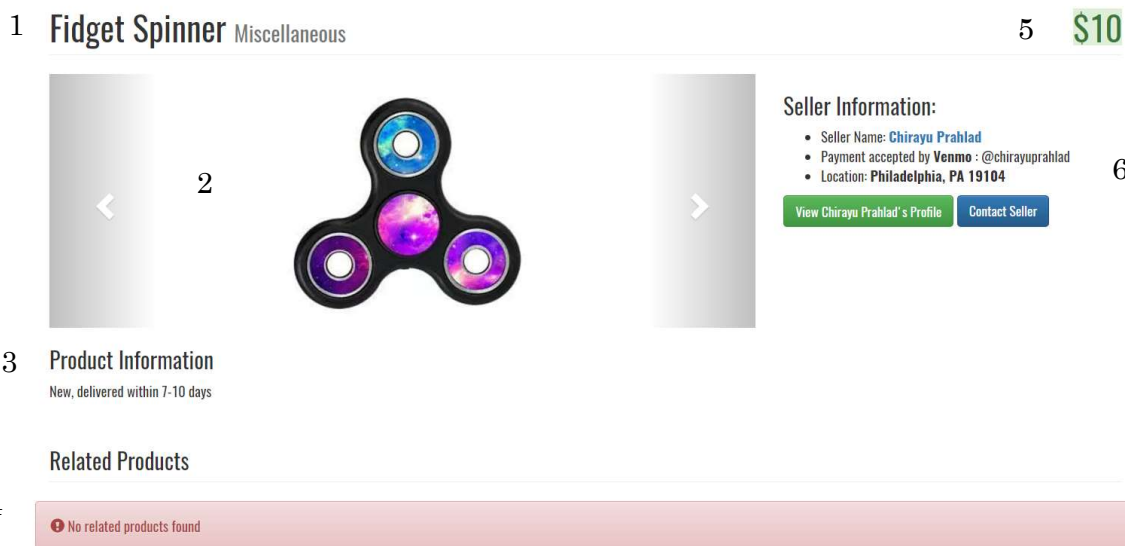 1 Fidget Spinner Miscellaneous 5 $10
Seller Information:
Seller Name: Chirayu Prahlad
Payment accepted by Venmo : @chirayuprahlad
Location: Philadelphia, PA 19104
6
View Chirayu Prahlad's Profile Contact Seller
2
3 Product Information
New, delivered within 7-10 days
Related Products
No related products found